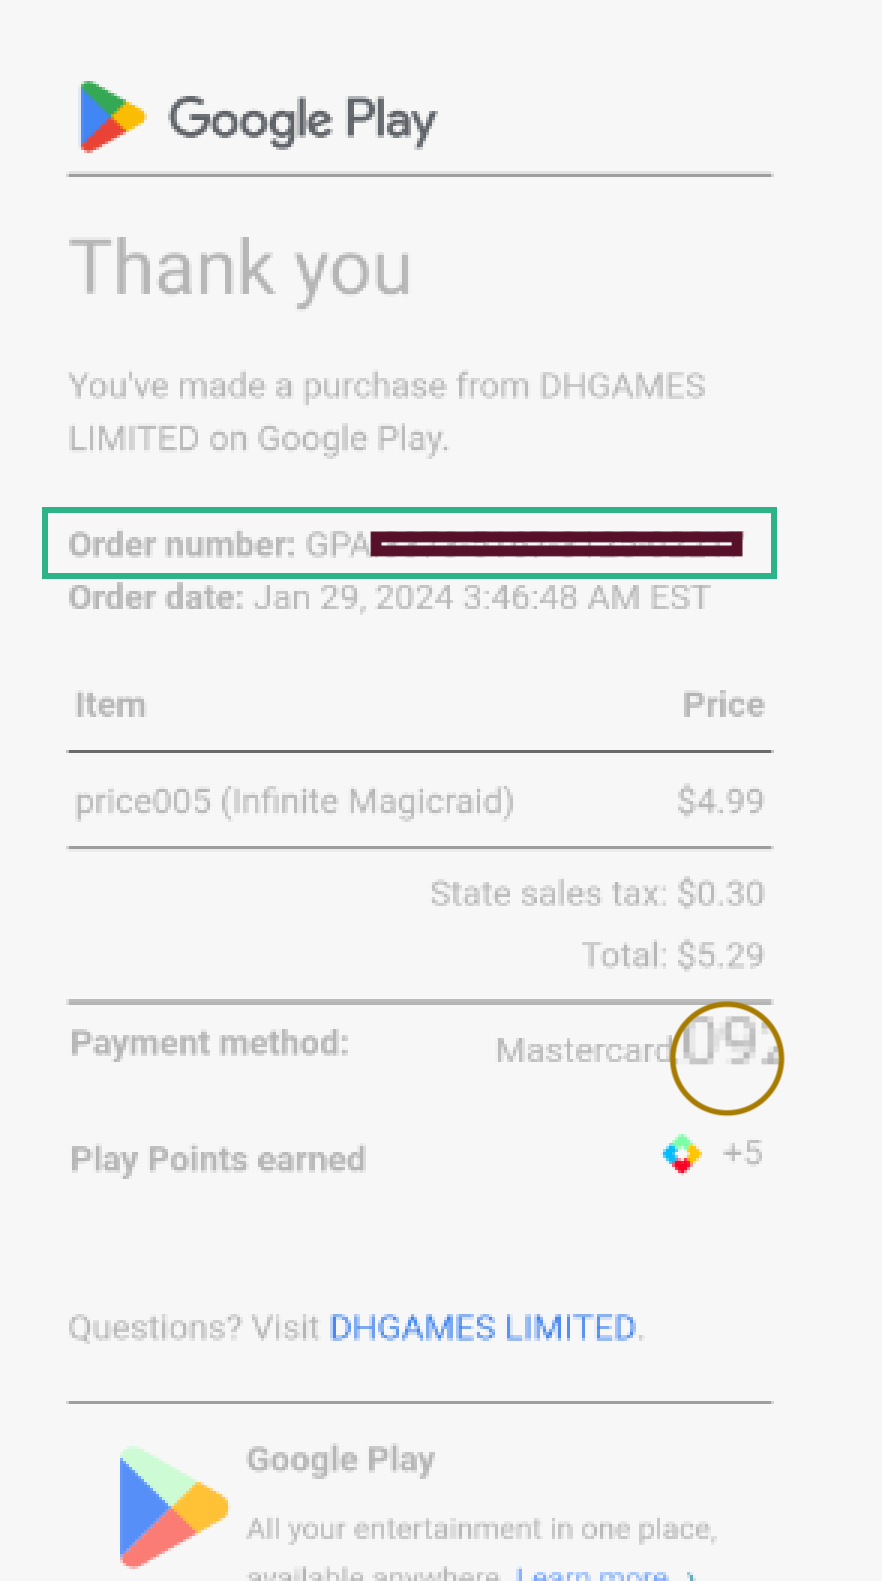 Google Play
Thank you
You've made a purchase from DHGAMES
LIMITED on Google Play.
Order number: GPA
Order date: Jan 29, 2024 3:46:48 AM EST
Item Price
price005 (Infinite Magicraid) $4.99
State sales tax: $0.30
Total: $5.29
Payment method: Mastercard 092
Play Points earned +5
Questions? Visit DHGAMES LIMITED.
Google Play
All your entertainment in one place,
available anywhere. Learn more ›